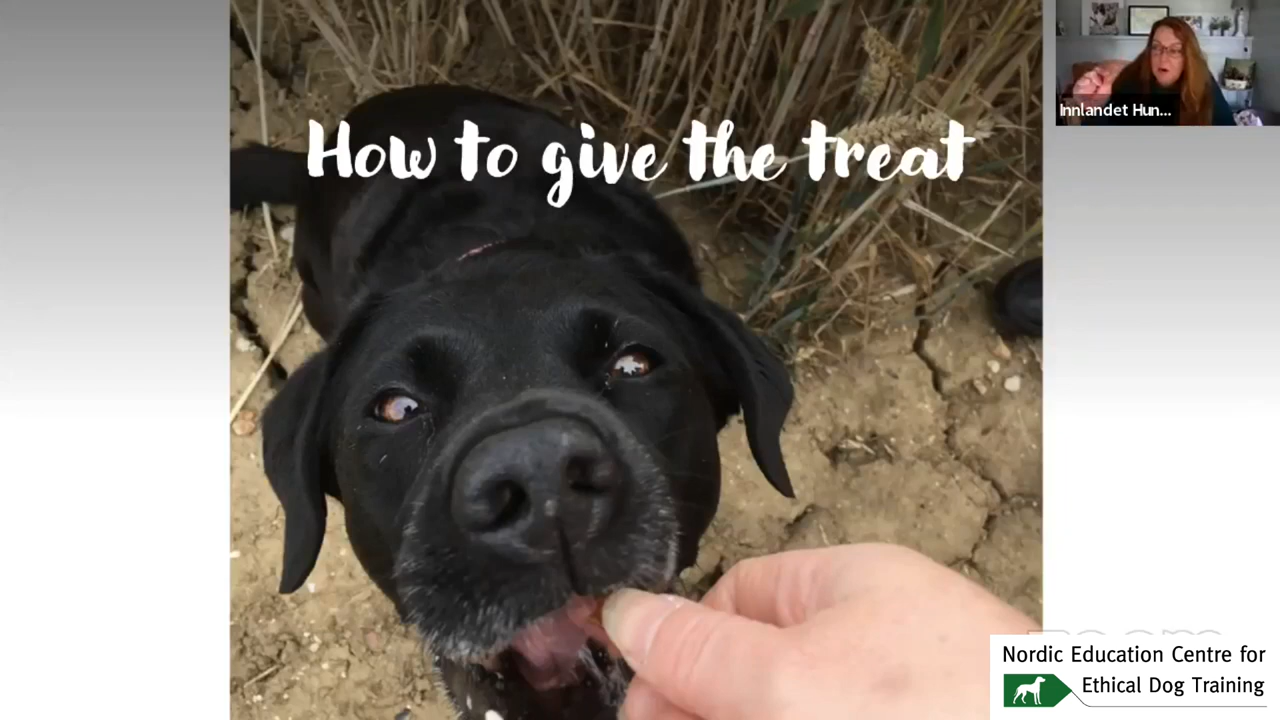 How to give the treat
Innlandet Hun...
Nordic Education Centre for
Ethical Dog Training